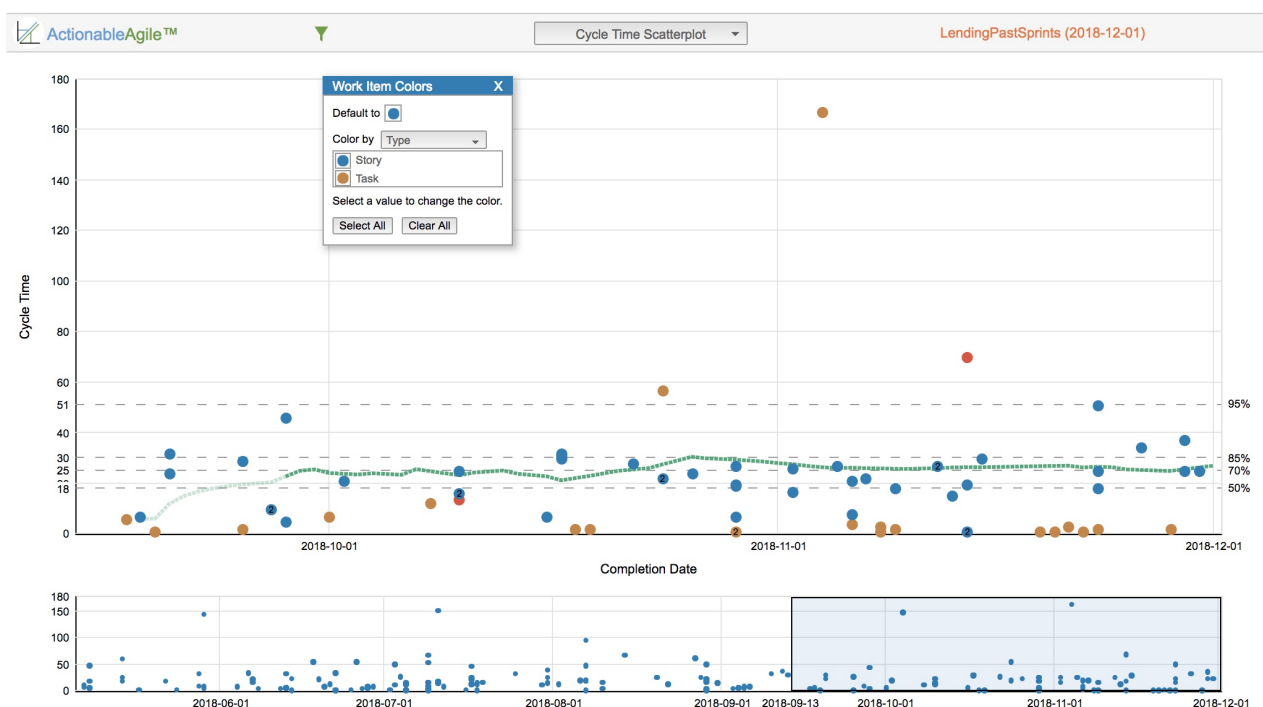 ActionableAgile™ Cycle Time Scatterplot LendingPastSprints (2018-12-01)
180
Work Item Colors X
Default to
Color by Type
Story
Task
Select a value to change the color.
Select All Clear All
160
140
120
100
80
60
51 95%
40
30 85%
25 70%
18 50%
0
Cycle Time
2 2 2 2 2 2 2
2018-10-01 2018-11-01 2018-12-01
Completion Date
180
150
100
50
0
2018-06-01 2018-07-01 2018-08-01 2018-09-01 2018-09-13 2018-10-01 2018-11-01 2018-12-01